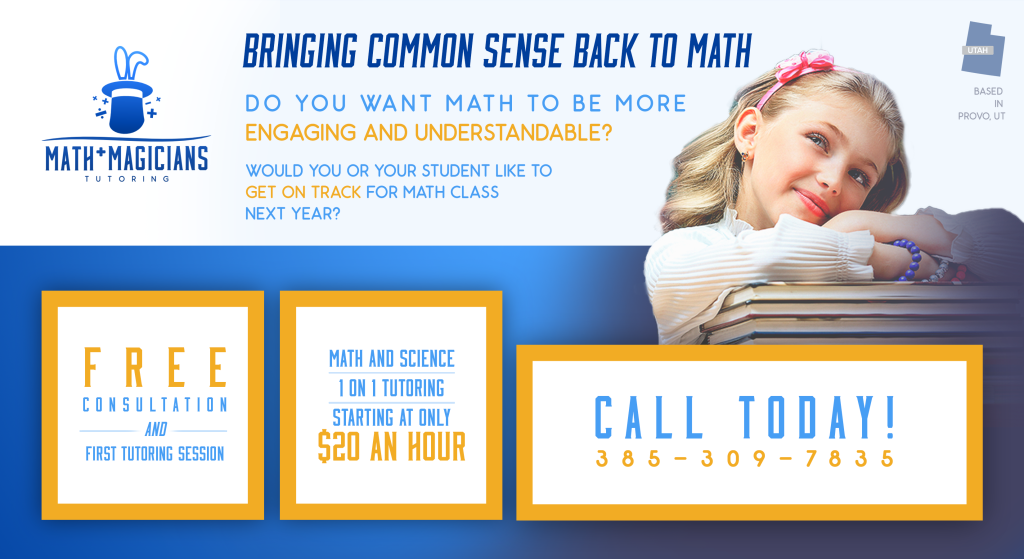 BRINGING COMMON SENSE BACK TO MATH
DO YOU WANT MATH TO BE MORE
ENGAGING AND UNDERSTANDABLE?
WOULD YOU OR YOUR STUDENT LIKE TO
GET ON TRACK FOR MATH CLASS
NEXT YEAR?
MATH+MAGICIANS
TUTORING
UTAH
BASED
IN
PROVO, UT
FREE
CONSULTATION
AND
FIRST TUTORING SESSION
MATH AND SCIENCE
1 ON 1 TUTORING
STARTING AT ONLY
$20 AN HOUR
CALL TODAY!
385-309-7835